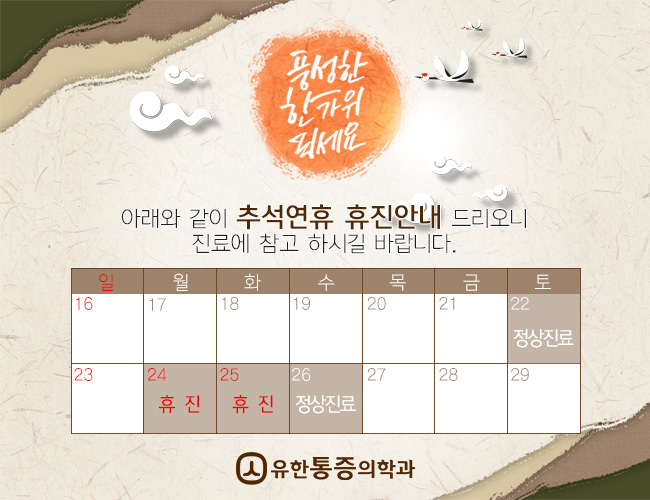 풍성한
한가위
되세요
아래와 같이 추석연휴 휴진안내 드리오니
진료에 참고 하시길 바랍니다.
일 월 화 수 목 금 토
16 17 18 19 20 21 22
정상진료
23 24 25 26 27 28 29
휴 진 휴 진 정상진료
유한통증의학과